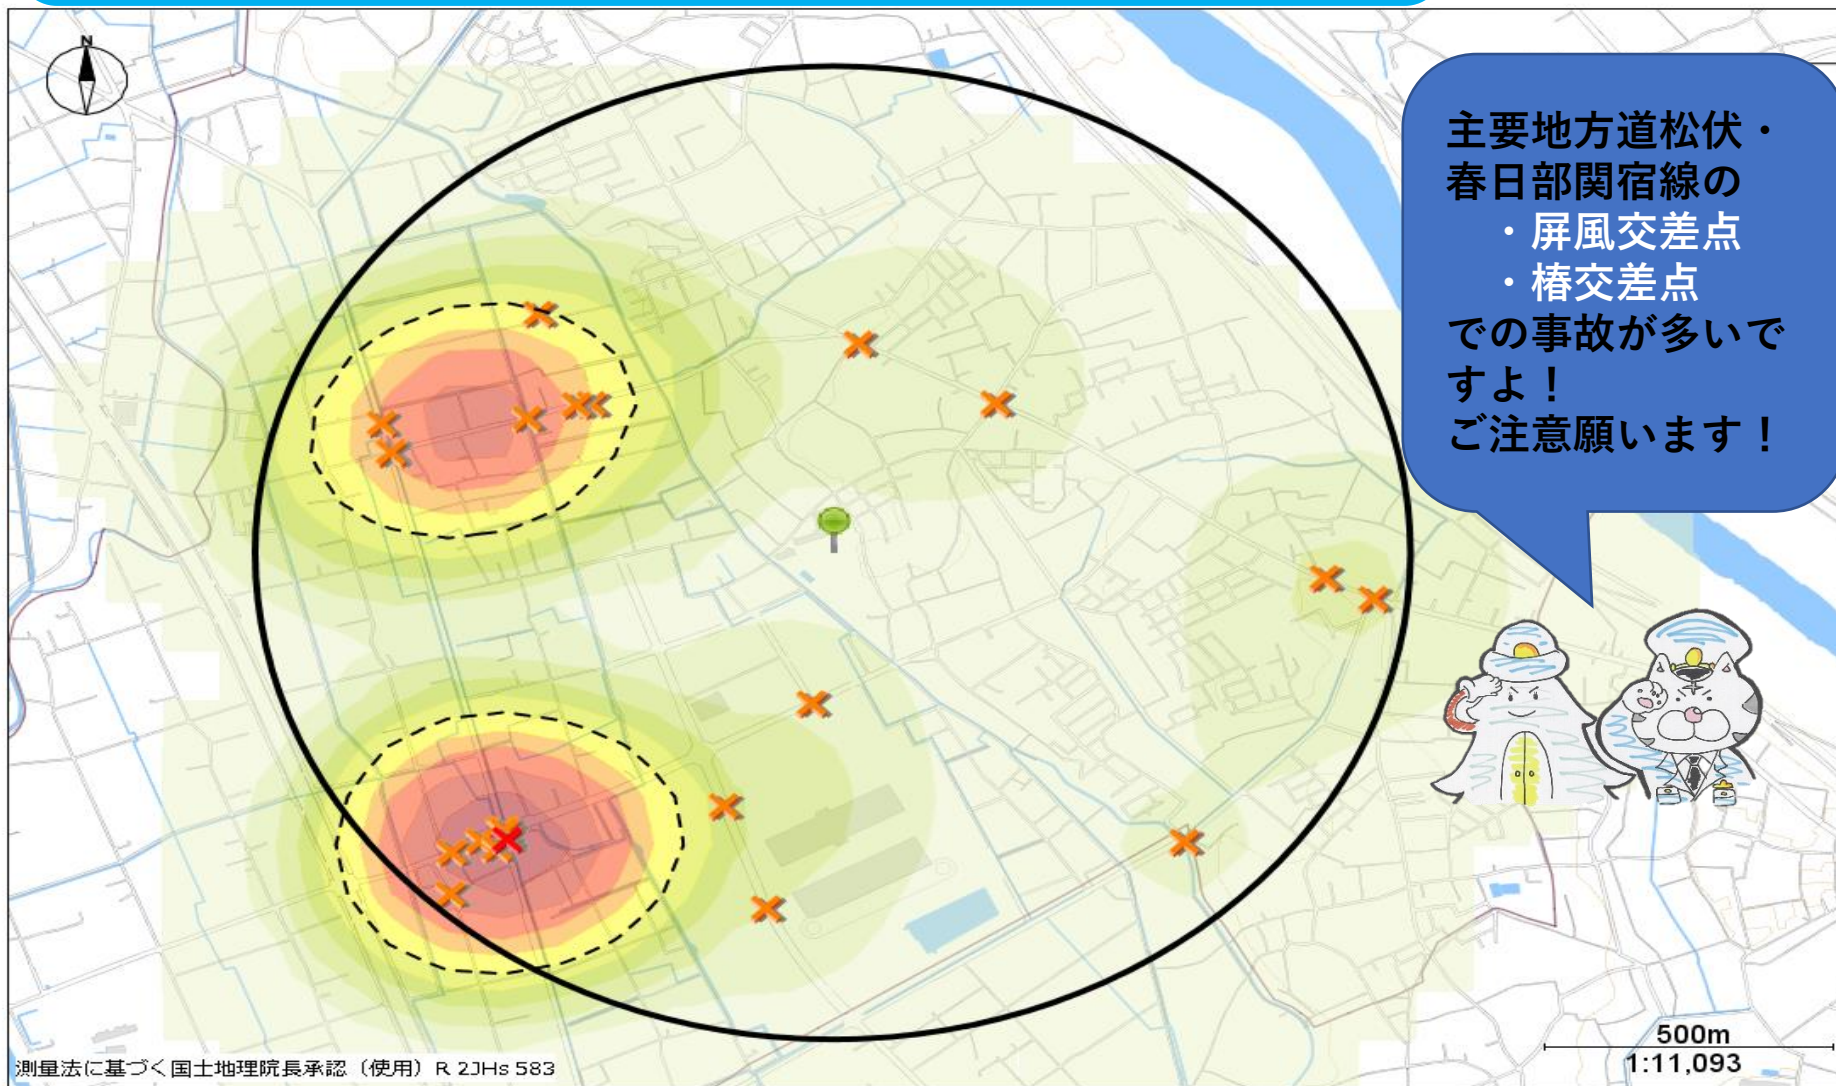 N
主要地方道松伏・
春日部関宿線の
・屏風交差点
・椿交差点
での事故が多いで
すよ！
ご注意願います！
500m
1:11,093
測量法に基づく国土地理院長承認（使用）R 2JHs 583